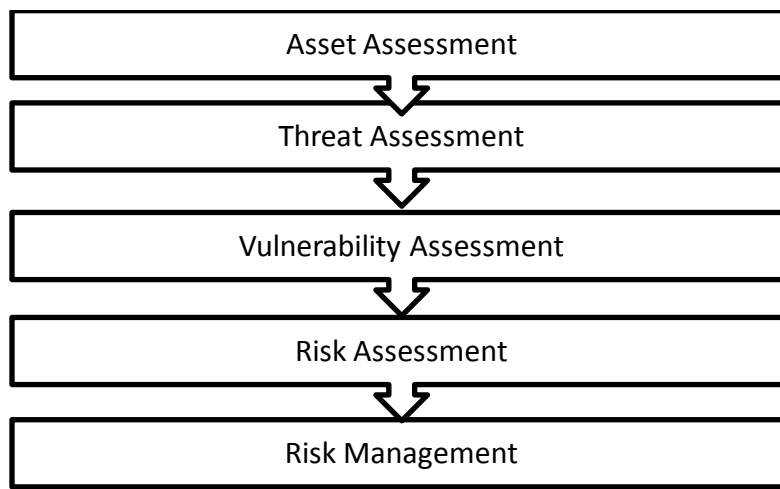 Asset Assessment
Threat Assessment
Vulnerability Assessment
Risk Assessment
Risk Management